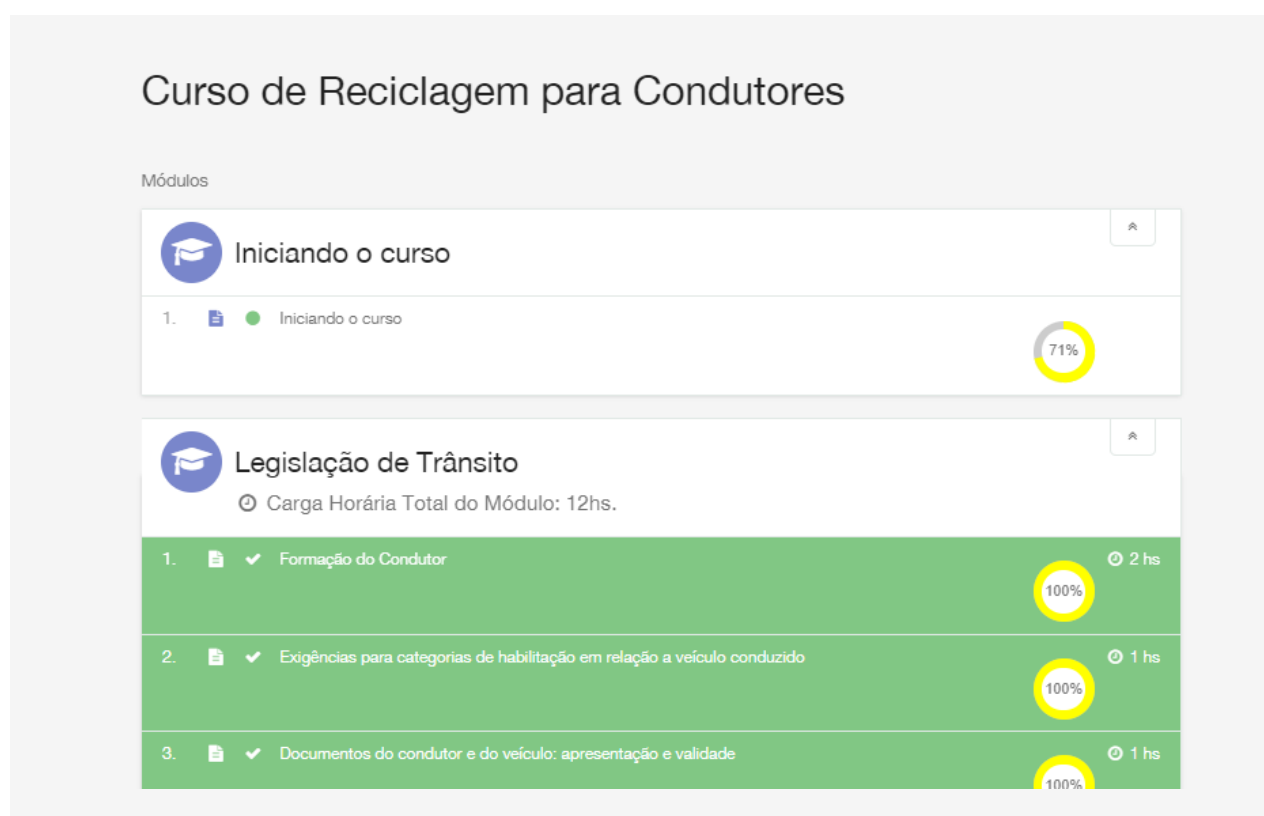 Curso de Reciclagem para Condutores
Módulos
Iniciando o curso
1. Iniciando o curso
71%
Legislação de Trânsito
Carga Horária Total do Módulo: 12hs.
1. Formação do Condutor 2 hs
100%
2. Exigências para categorias de habilitação em relação a veículo conduzido 1 hs
100%
3. Documentos do condutor e do veículo: apresentação e validade 1 hs
100%